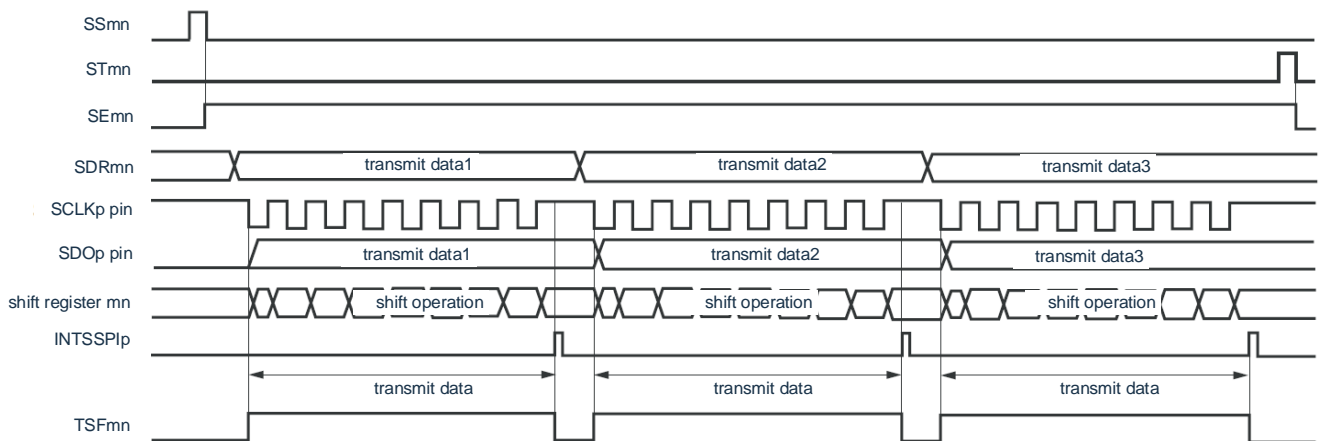 SSmn
STmn
SEmn
SDRmn transmit data1 transmit data2 transmit data3
SCLKp pin
SDOp pin transmit data1 transmit data2 transmit data3
shift register mn shift operation shift operation shift operation
INTSSPIp
transmit data transmit data transmit data
TSFmn